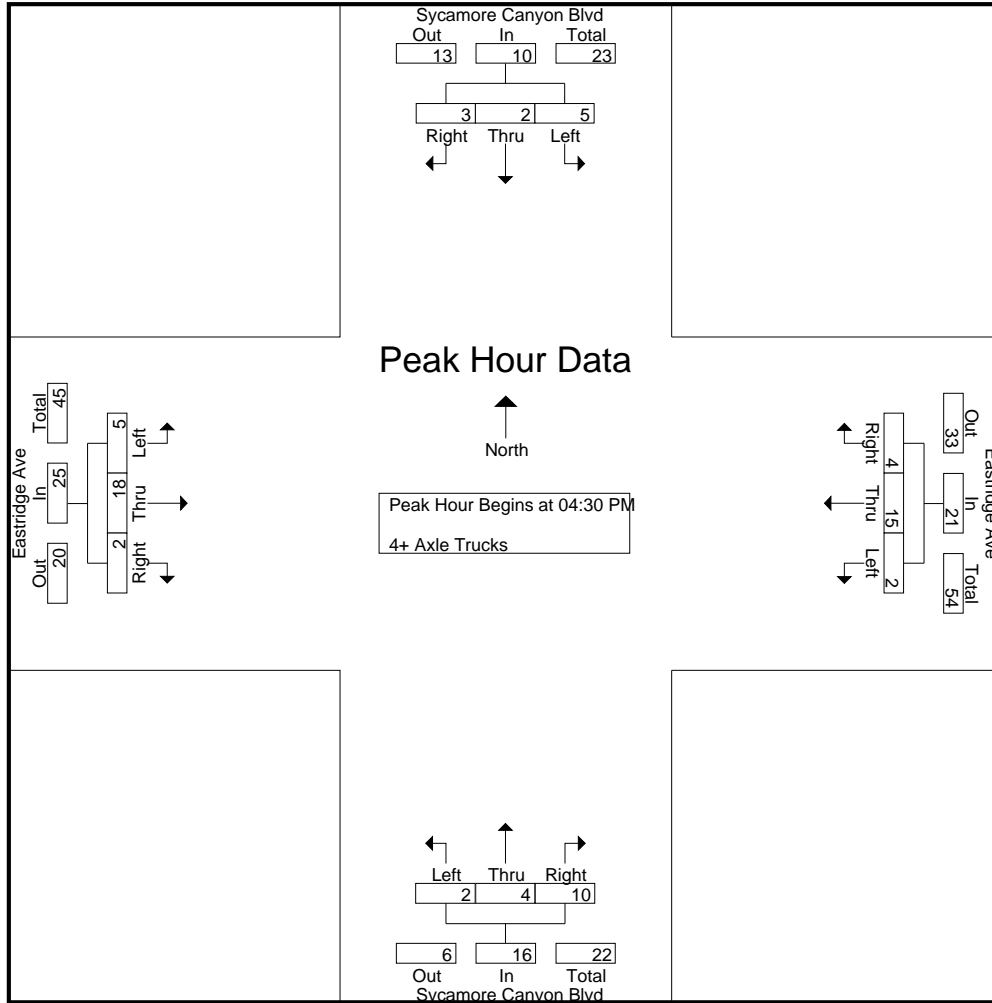 Sycamore Canyon Blvd
Out In Total
13 10 23
3 2 5
Right Thru Left
Peak Hour Data
North
Peak Hour Begins at 04:30 PM
4+ Axle Trucks
Eastridge Ave
Total In Out
45 25 20
5 18 2
Left Thru Right
Right Thru Left
4 15 2
Out In Total
33 21 54
Eastridge Ave
Left Thru Right
2 4 10
6 16 22
Out In Total
Sycamore Canyon Blvd